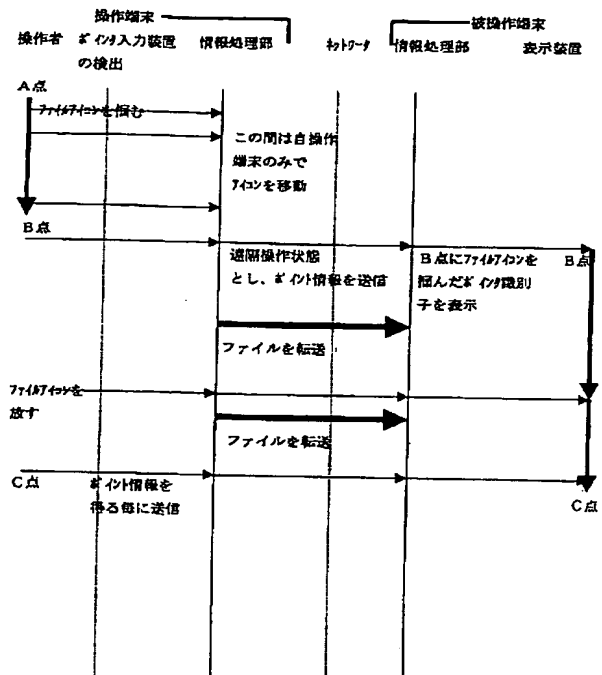 操作端末
被操作端末
操作者
ﾎﾟｲﾝﾀ入力装置
の検出
情報処理部
ﾈｯﾄﾜｰｸ
情報処理部
表示装置
A点
ﾌｧｲﾙｱｲｺﾝを掴む
この間は自操作
端末のみで
ｱｲｺﾝを移動
B点
遠隔操作状態
とし、ﾎﾟｲﾝﾄ情報を送信
B点にﾌｧｲﾙｱｲｺﾝを
掴んだﾎﾟｲﾝﾀ識別
子を表示
B点
ファイルを転送
ﾌｧｲﾙｱｲｺﾝを
放す
ファイルを転送
C点
ﾎﾟｲﾝﾄ情報を
得る毎に送信
C点